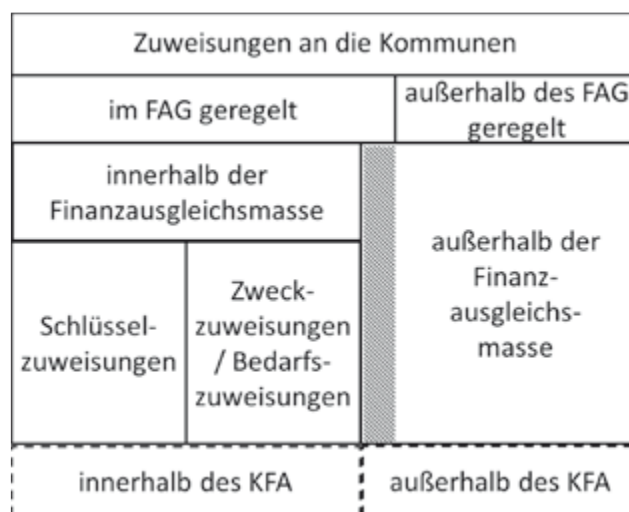 Zuweisungen an die Kommunen
im FAG geregelt
außerhalb des FAG
geregelt
innerhalb der
Finanzausgleichsmasse
Schlüssel-
zuweisungen
Zweck-
zuweisungen
/ Bedarfs-
zuweisungen
außerhalb der
Finanz-
ausgleichs-
masse
innerhalb des KFA
außerhalb des KFA